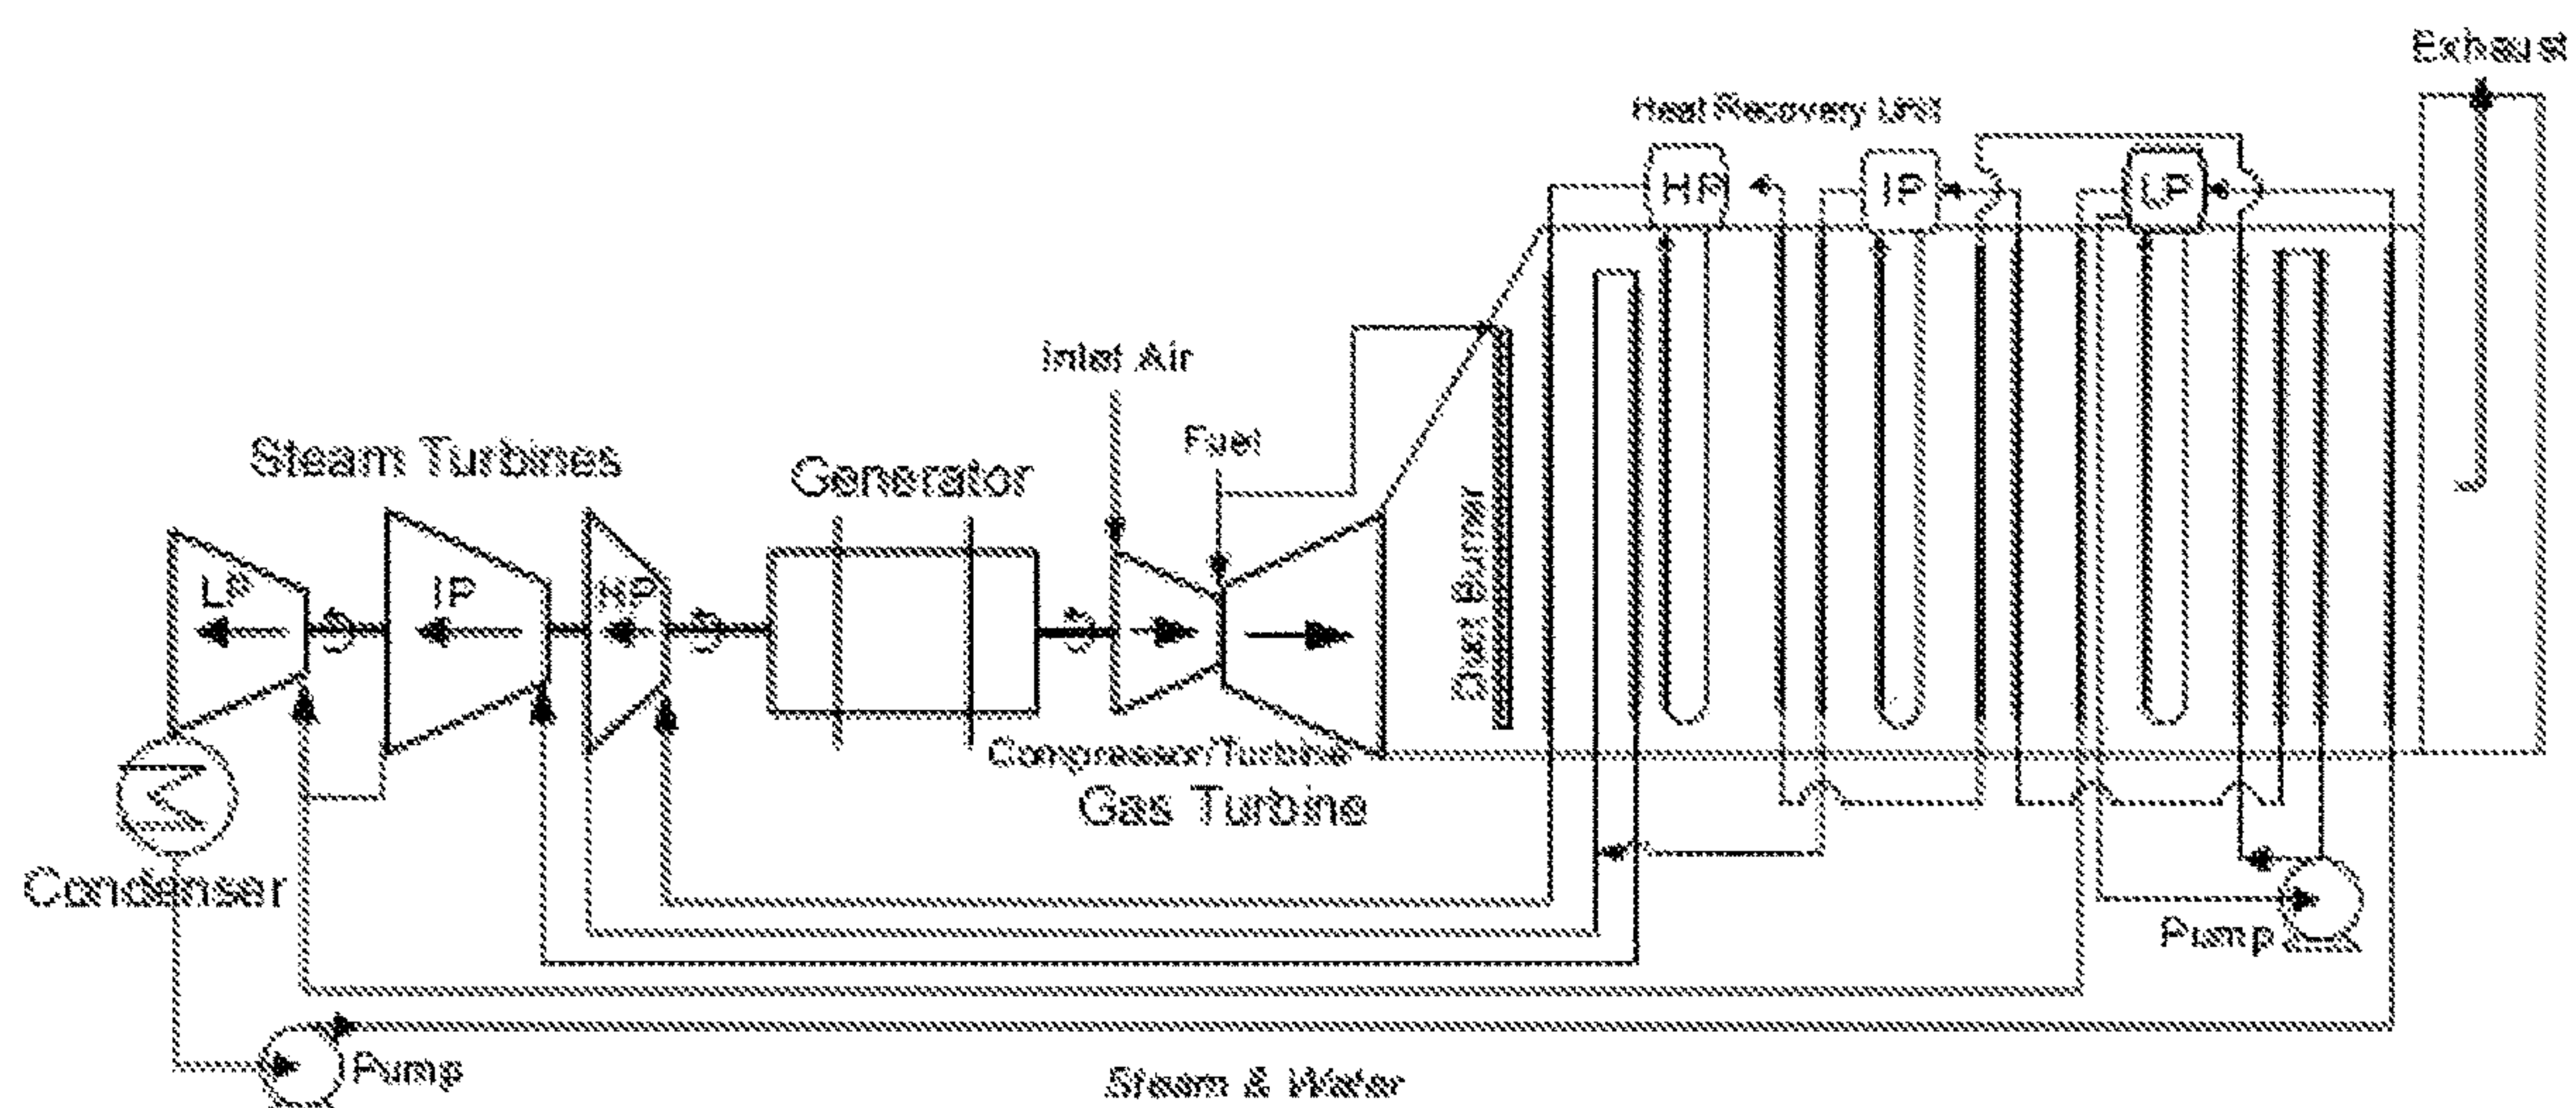 Exhaust
Heat Recovery Unit
HP
IP
LP
Inlet Air
Fuel
Steam Turbines
Generator
Duct Burner
LP
IP
HP
Compressor/Turbine
Gas Turbine
Condenser
Pump
Pump
Steam & Water